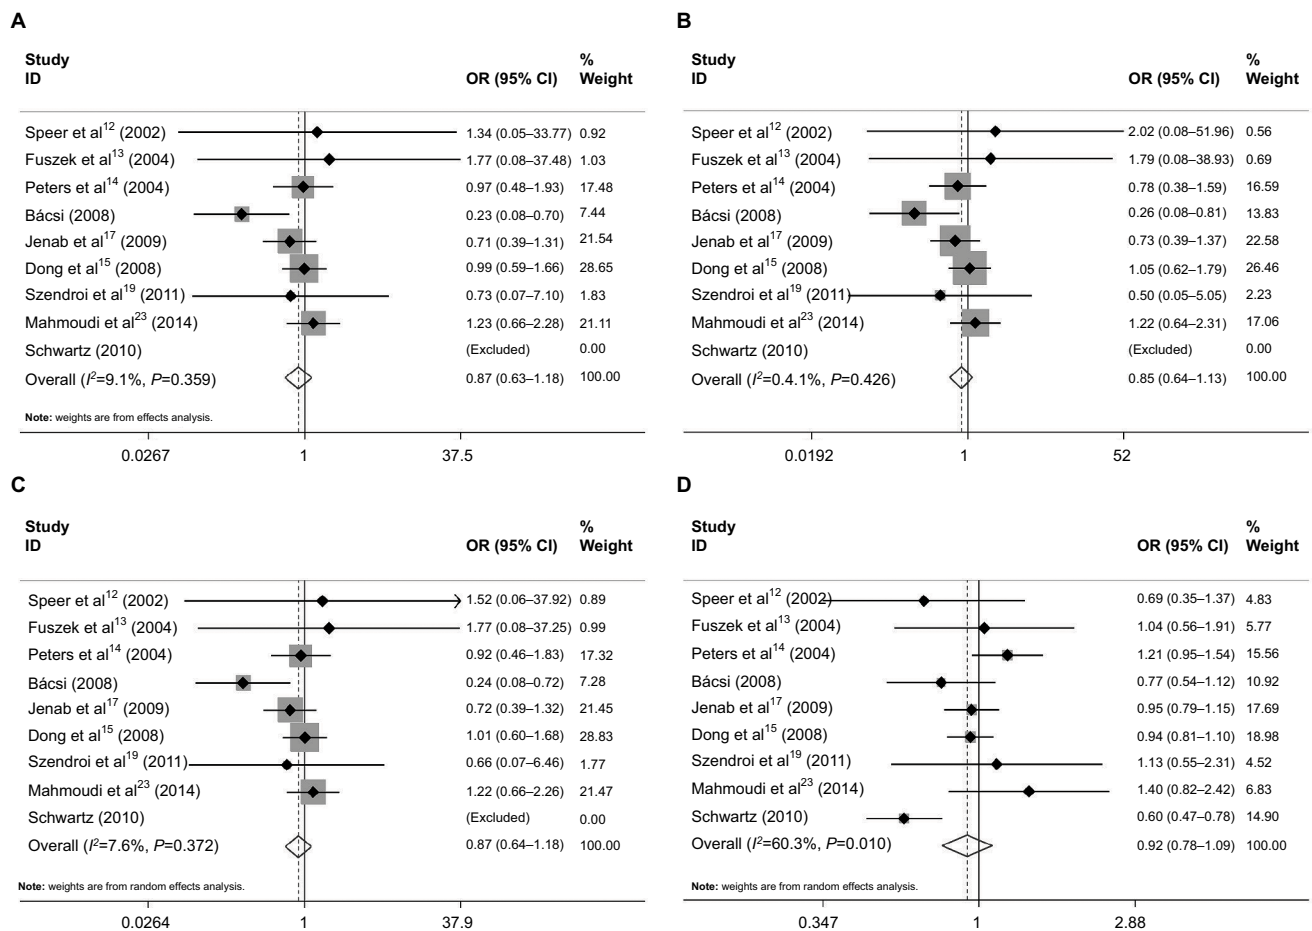 A
Study
ID OR (95% CI) % Weight
Speer et al12 (2002) 1.34 (0.05–33.77) 0.92
Fuszek et al13 (2004) 1.77 (0.08–37.48) 1.03
Peters et al14 (2004) 0.97 (0.48–1.93) 17.48
Bácsi (2008) 0.23 (0.08–0.70) 7.44
Jenab et al17 (2009) 0.71 (0.39–1.31) 21.54
Dong et al15 (2008) 0.99 (0.59–1.66) 28.65
Szendroi et al19 (2011) 0.73 (0.07–7.10) 1.83
Mahmoudi et al23 (2014) 1.23 (0.66–2.28) 21.11
Schwartz (2010) (Excluded) 0.00
Overall (I2=9.1%, P=0.359) 0.87 (0.63–1.18) 100.00
Note: weights are from effects analysis.
0.0267 1 37.5
B
Study
ID OR (95% CI) % Weight
Speer et al12 (2002) 2.02 (0.08–51.96) 0.56
Fuszek et al13 (2004) 1.79 (0.08–38.93) 0.69
Peters et al14 (2004) 0.78 (0.38–1.59) 16.59
Bácsi (2008) 0.26 (0.08–0.81) 13.83
Jenab et al17 (2009) 0.73 (0.39–1.37) 22.58
Dong et al15 (2008) 1.05 (0.62–1.79) 26.46
Szendroi et al19 (2011) 0.50 (0.05–5.05) 2.23
Mahmoudi et al23 (2014) 1.22 (0.64–2.31) 17.06
Schwartz (2010) (Excluded) 0.00
Overall (I2=0.4.1%, P=0.426) 0.85 (0.64–1.13) 100.00
0.0192 1 52
C
Study
ID OR (95% CI) % Weight
Speer et al12 (2002) 1.52 (0.06–37.92) 0.89
Fuszek et al13 (2004) 1.77 (0.08–37.25) 0.99
Peters et al14 (2004) 0.92 (0.46–1.83) 17.32
Bácsi (2008) 0.24 (0.08–0.72) 7.28
Jenab et al17 (2009) 0.72 (0.39–1.32) 21.45
Dong et al15 (2008) 1.01 (0.60–1.68) 28.83
Szendroi et al19 (2011) 0.66 (0.07–6.46) 1.77
Mahmoudi et al23 (2014) 1.22 (0.66–2.26) 21.47
Schwartz (2010) (Excluded) 0.00
Overall (I2=7.6%, P=0.372) 0.87 (0.64–1.18) 100.00
Note: weights are from random effects analysis.
0.0264 1 37.9
D
Study
ID OR (95% CI) % Weight
Speer et al12 (2002) 0.69 (0.35–1.37) 4.83
Fuszek et al13 (2004) 1.04 (0.56–1.91) 5.77
Peters et al14 (2004) 1.21 (0.95–1.54) 15.56
Bácsi (2008) 0.77 (0.54–1.12) 10.92
Jenab et al17 (2009) 0.95 (0.79–1.15) 17.69
Dong et al15 (2008) 0.94 (0.81–1.10) 18.98
Szendroi et al19 (2011) 1.13 (0.55–2.31) 4.52
Mahmoudi et al23 (2014) 1.40 (0.82–2.42) 6.83
Schwartz (2010) 0.60 (0.47–0.78) 14.90
Overall (I2=60.3%, P=0.010) 0.92 (0.78–1.09) 100.00
Note: weights are from random effects analysis.
0.347 1 2.88